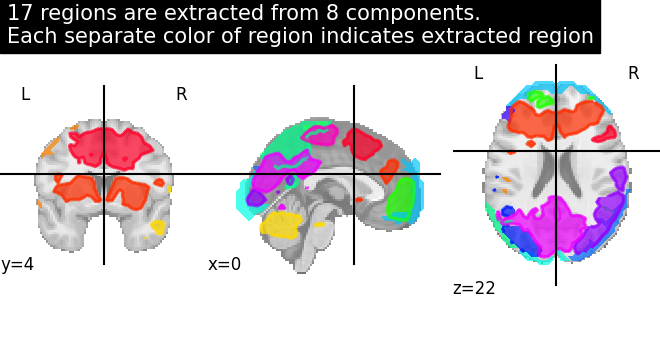 17 regions are extracted from 8 components.
Each separate color of region indicates extracted region
L R
L R
y=4
x=0
z=22